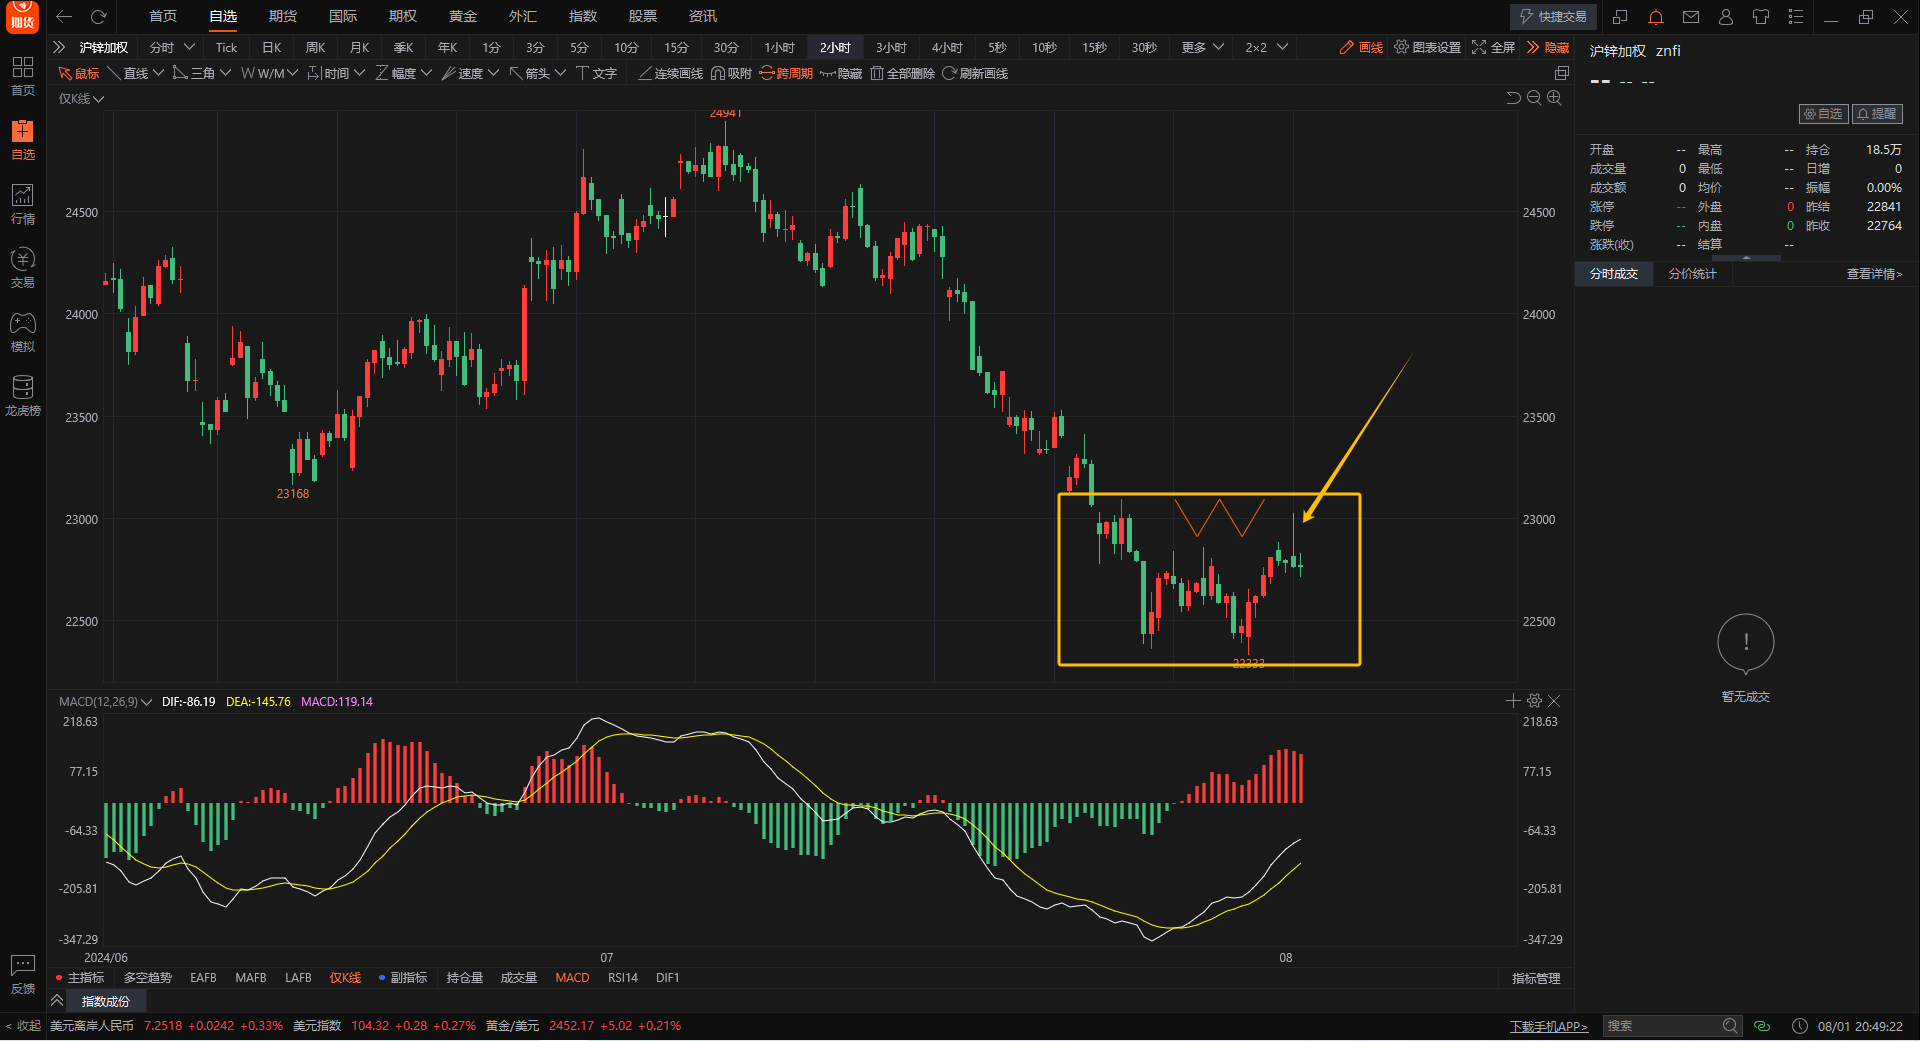 期货
首页 自选 期货 国际 期权 黄金 外汇 指数 股票 资讯
快捷交易
沪锌加权 分时 Tick 日K 周K 月K 季K 年K 1分 3分 5分 10分 15分 30分 1小时 2小时 3小时 4小时 5秒 10秒 15秒 30秒 更多 2×2 画线 图表设置 全屏 隐藏
鼠标 直线 三角 W/M 时间 幅度 速度 箭头 文字 连续画线 吸附 跨周期 隐藏 全部删除 刷新画线
仅K线
首页
自选
行情
交易
模拟
龙虎榜
反馈
24941
24500 24500
24000 24000
23500 23500
23168
23000 23000
22500 22500
22333
MACD(12,26,9) DIF:-86.19 DEA:-145.76 MACD:119.14
218.63 218.63
77.15 77.15
-64.33 -64.33
-205.81 -205.81
-347.29 -347.29
2024/06 07 08
主指标 多空趋势 EAFB MAFB LAFB 仅K线 副指标 持仓量 成交量 MACD RSI14 DIF1 指标管理
指数成份
沪锌加权 znfi
-- -- --
自选 提醒
开盘 -- 最高 -- 持仓 18.5万
成交量 0 最低 -- 日增 0
成交额 0 均价 -- 振幅 0.00%
涨停 -- 外盘 0 昨结 22841
跌停 -- 内盘 0 昨收 22764
涨跌(收) -- 结算 --
分时成交 分价统计 查看详情>
暂无成交
< 收起 美元离岸人民币 7.2518 +0.0242 +0.33% 美元指数 104.32 +0.28 +0.27% 黄金/美元 2452.17 +5.02 +0.21% 下载手机APP> 搜索 08/01 20:49:22